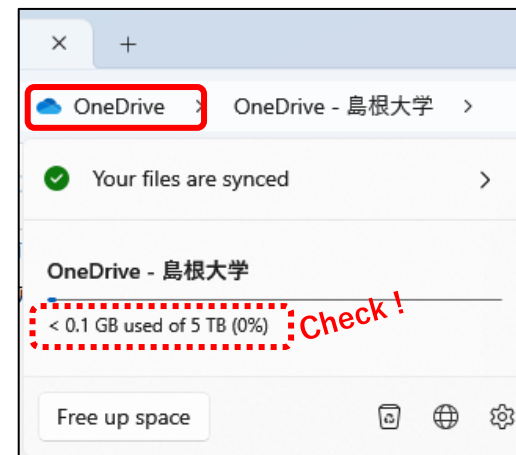 OneDrive > OneDrive - 島根大学 >
Your files are synced
OneDrive - 島根大学
< 0.1 GB used of 5 TB (0%)
Check!
Free up space